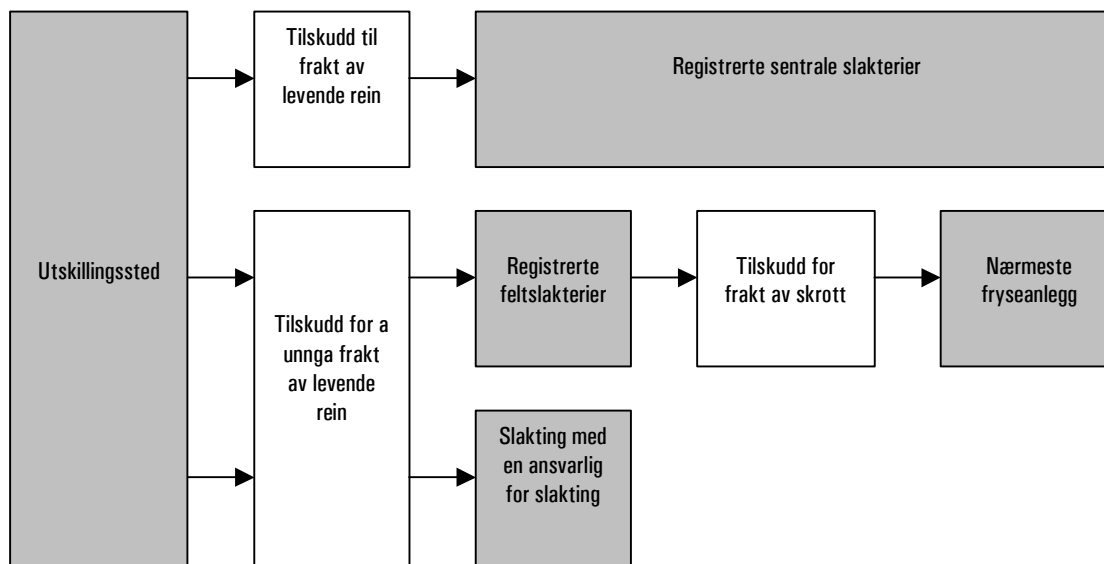 Tilskudd til
frakt av
levende rein
Registrerte sentrale slakterier
Utskillingssted
Tilskudd for a
unnga frakt
av levende
rein
Registrerte
feltslakterier
Tilskudd for
frakt av skrott
Nærmeste
fryseanlegg
Slakting med
en ansvarlig
for slakting